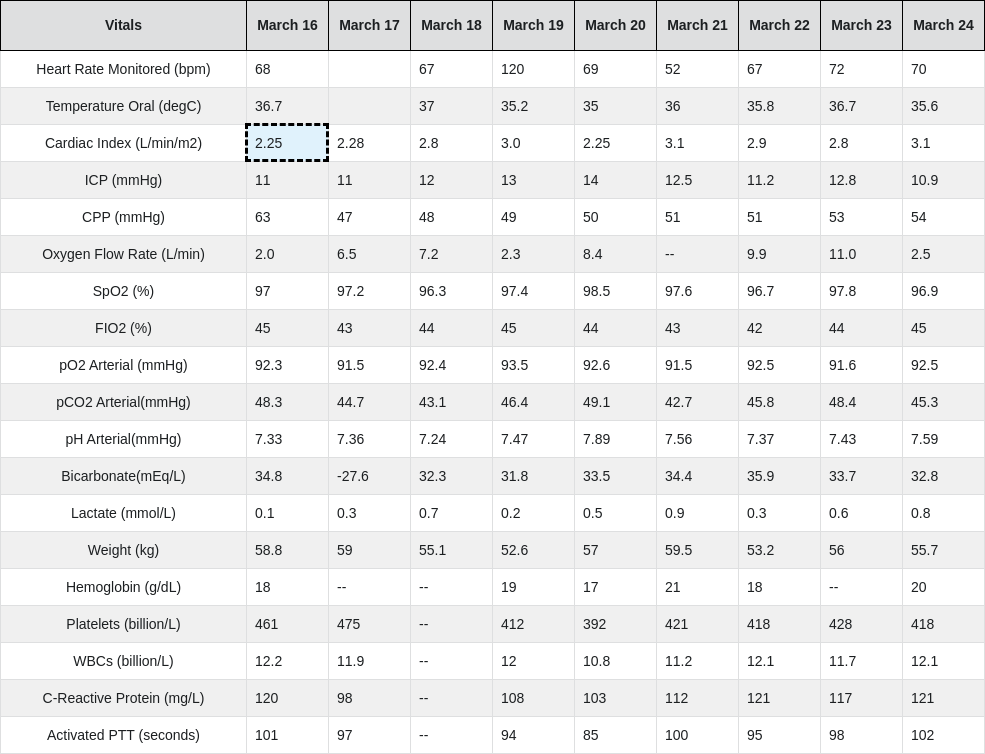 Vitals March 16 March 17 March 18 March 19 March 20 March 21 March 22 March 23 March 24
Heart Rate Monitored (bpm) 68 67 120 69 52 67 72 70
Temperature Oral (degC) 36.7 37 35.2 35 36 35.8 36.7 35.6
Cardiac Index (L/min/m2) 2.25 2.28 2.8 3.0 2.25 3.1 2.9 2.8 3.1
ICP (mmHg) 11 11 12 13 14 12.5 11.2 12.8 10.9
CPP (mmHg) 63 47 48 49 50 51 51 53 54
Oxygen Flow Rate (L/min) 2.0 6.5 7.2 2.3 8.4 -- 9.9 11.0 2.5
SpO2 (%) 97 97.2 96.3 97.4 98.5 97.6 96.7 97.8 96.9
FIO2 (%) 45 43 44 45 44 43 42 44 45
pO2 Arterial (mmHg) 92.3 91.5 92.4 93.5 92.6 91.5 92.5 91.6 92.5
pCO2 Arterial(mmHg) 48.3 44.7 43.1 46.4 49.1 42.7 45.8 48.4 45.3
pH Arterial(mmHg) 7.33 7.36 7.24 7.47 7.89 7.56 7.37 7.43 7.59
Bicarbonate(mEq/L) 34.8 -27.6 32.3 31.8 33.5 34.4 35.9 33.7 32.8
Lactate (mmol/L) 0.1 0.3 0.7 0.2 0.5 0.9 0.3 0.6 0.8
Weight (kg) 58.8 59 55.1 52.6 57 59.5 53.2 56 55.7
Hemoglobin (g/dL) 18 -- -- 19 17 21 18 -- 20
Platelets (billion/L) 461 475 -- 412 392 421 418 428 418
WBCs (billion/L) 12.2 11.9 -- 12 10.8 11.2 12.1 11.7 12.1
C-Reactive Protein (mg/L) 120 98 -- 108 103 112 121 117 121
Activated PTT (seconds) 101 97 -- 94 85 100 95 98 102